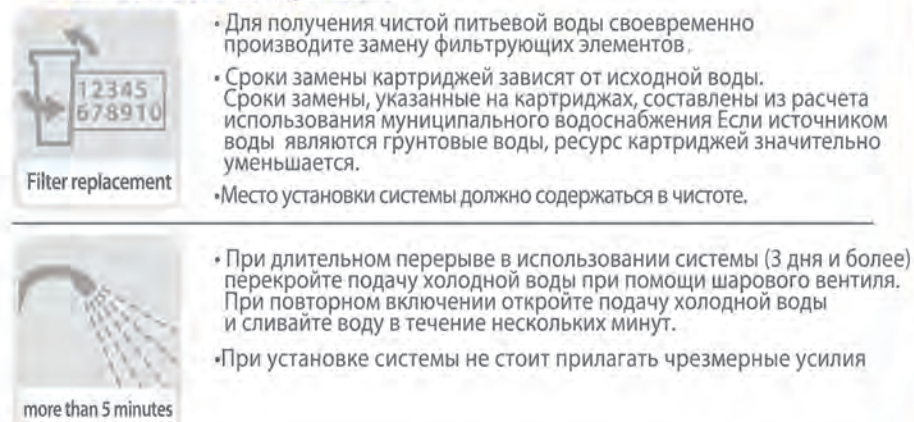 • Для получения чистой питьевой воды своевременно
производите замену фильтрующих элементов.
• Сроки замены картриджей зависят от исходной воды.
Сроки замены, указанные на картриджах, составлены из расчета
использования муниципального водоснабжения Если источником
воды являются грунтовые воды, ресурс картриджей значительно
уменьшается.
•Место установки системы должно содержаться в чистоте.
12345
678910
Filter replacement
• При длительном перерыве в использовании системы (3 дня и более)
перекройте подачу холодной воды при помощи шарового вентиля.
При повторном включении откройте подачу холодной воды
и сливайте воду в течение нескольких минут.
•При установке системы не стоит прилагать чрезмерные усилия
more than 5 minutes